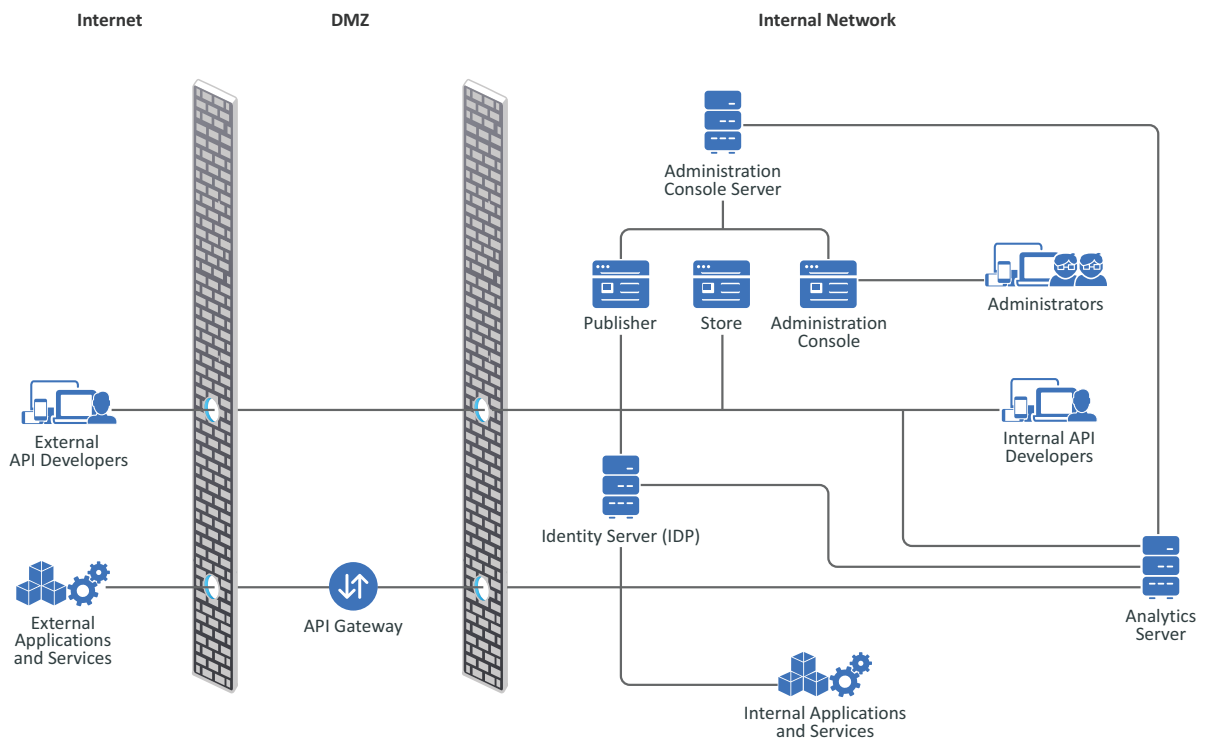 Internet
DMZ
Internal Network
Administration
Console Server
Publisher
Store
Administration
Console
Administrators
External
API Developers
Internal API
Developers
Identity Server (IDP)
External
Applications
and Services
API Gateway
Analytics
Server
Internal Applications
and Services